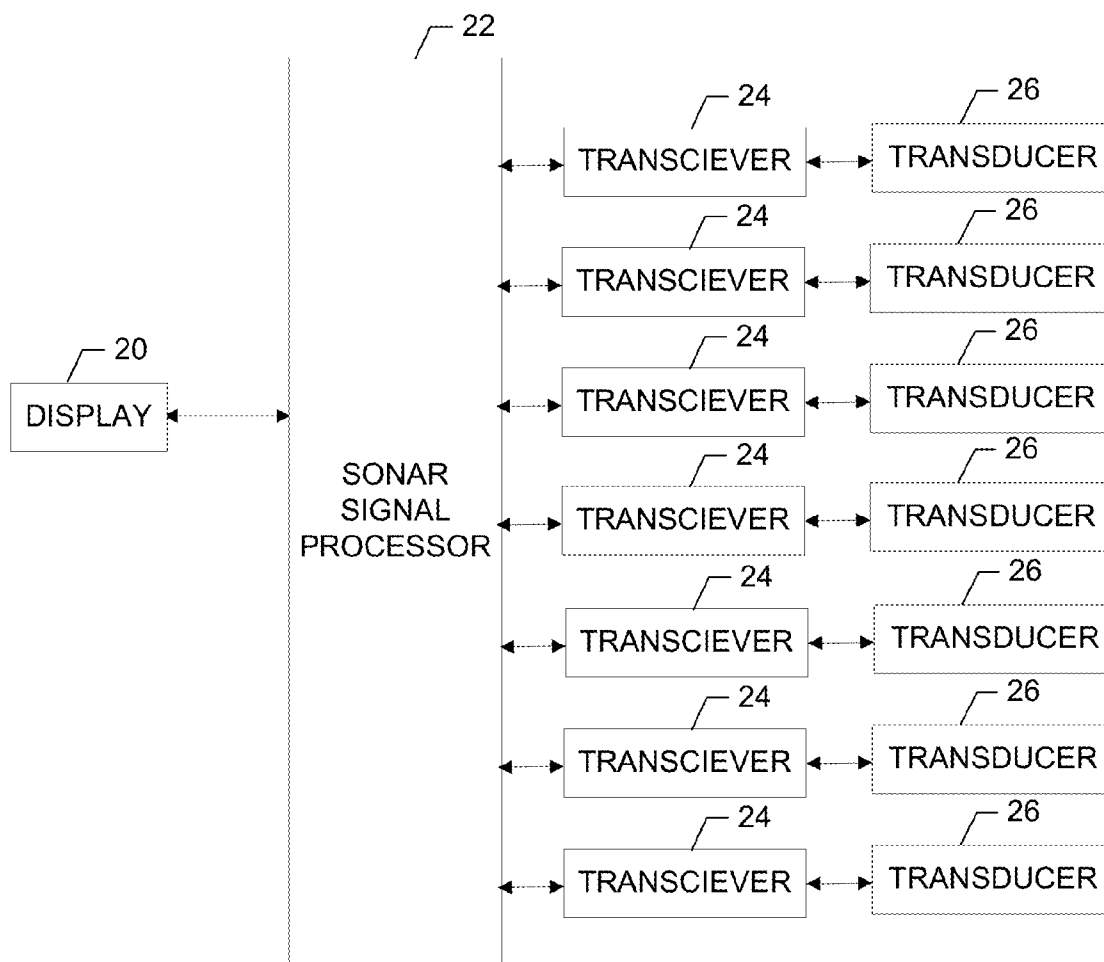 22
24 26
TRANSCIEVER TRANSDUCER
24 26
TRANSCIEVER TRANSDUCER
24 26
TRANSCIEVER TRANSDUCER
20
DISPLAY
SONAR
SIGNAL
PROCESSOR
24 26
TRANSCIEVER TRANSDUCER
24 26
TRANSCIEVER TRANSDUCER
24 26
TRANSCIEVER TRANSDUCER
24 26
TRANSCIEVER TRANSDUCER